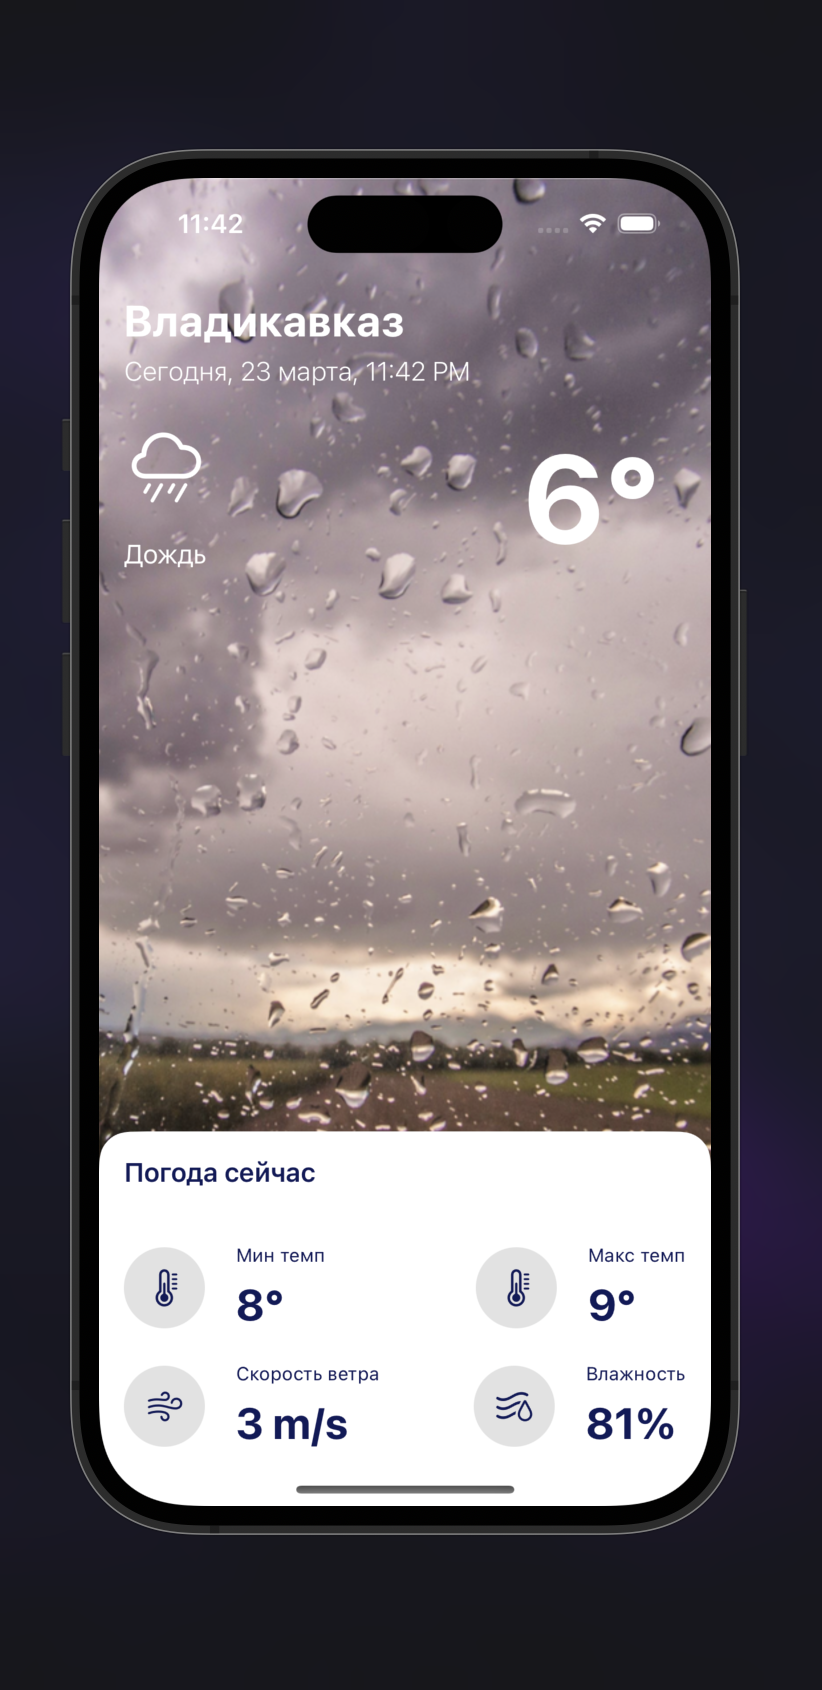 11:42
Владикавказ
Сегодня, 23 марта, 11:42 PM
6°
Дождь
Погода сейчас
Мин темп
8°
Макс темп
9°
Скорость ветра
3 m/s
Влажность
81%